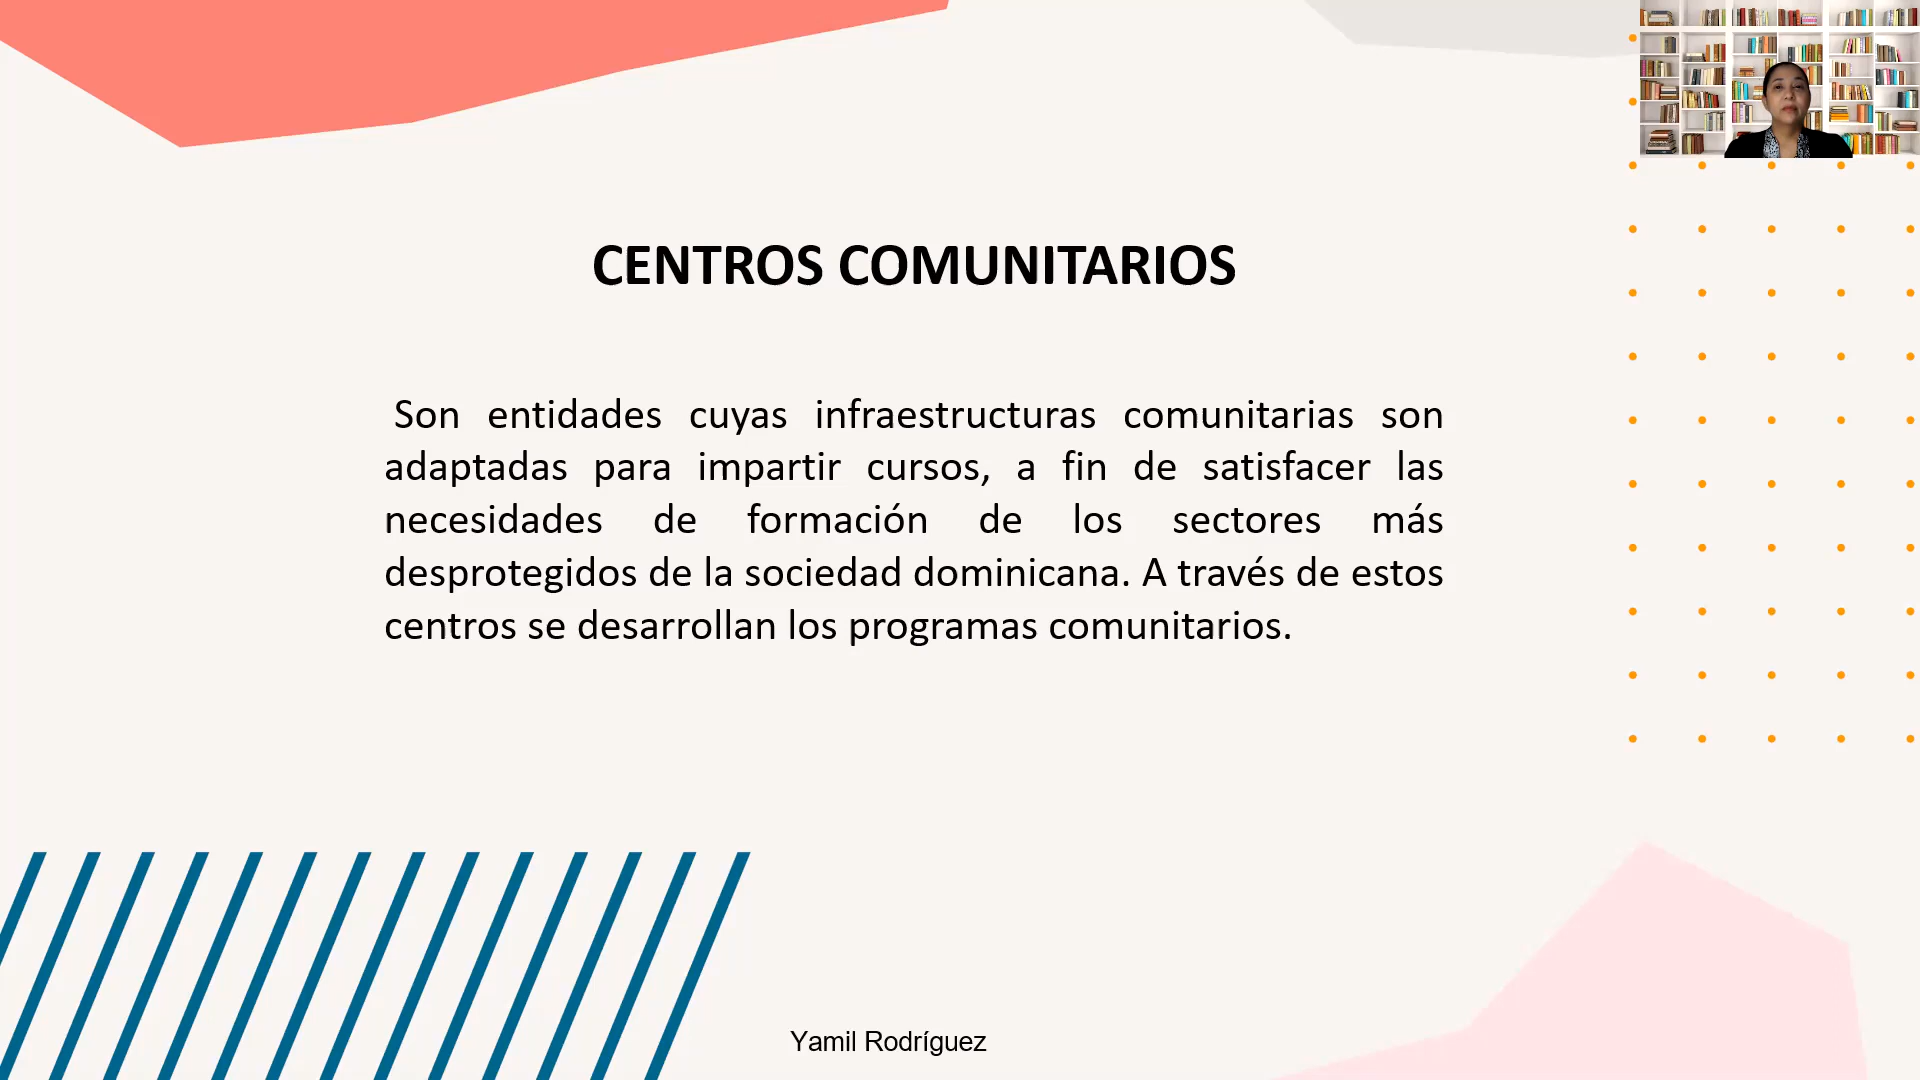 CENTROS COMUNITARIOS
Son entidades cuyas infraestructuras comunitarias son
adaptadas para impartir cursos, a fin de satisfacer las
necesidades de formación de los sectores más
desprotegidos de la sociedad dominicana. A través de estos
centros se desarrollan los programas comunitarios.
Yamil Rodríguez